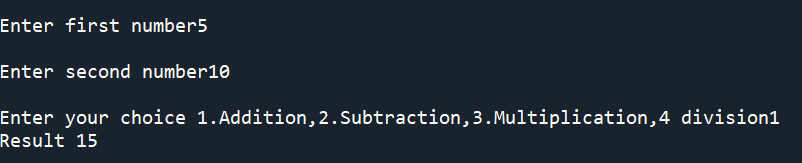 Enter first number5
Enter second number10
Enter your choice 1.Addition,2.Subtraction,3.Multiplication,4 division1
Result 15